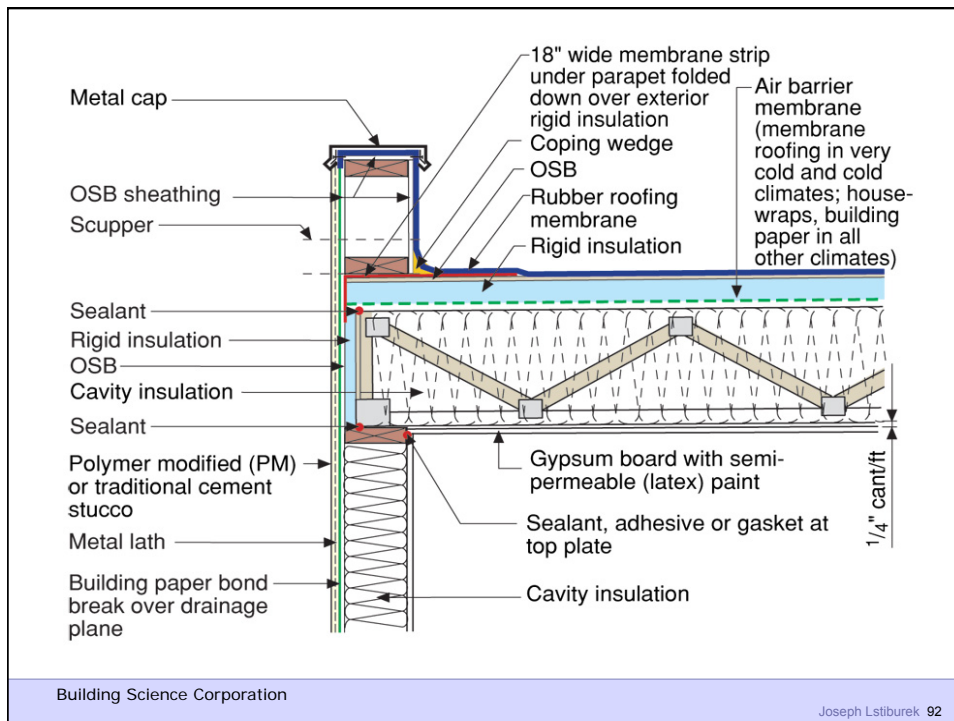 Metal cap
OSB sheathing
Scupper
Sealant
Rigid insulation
OSB
Cavity insulation
Sealant
Polymer modified (PM)
or traditional cement
stucco
Metal lath
Building paper bond
break over drainage
plane
18" wide membrane strip
under parapet folded
down over exterior
rigid insulation
Coping wedge
OSB
Rubber roofing
membrane
Rigid insulation
Air barrier
membrane
(membrane
roofing in very
cold and cold
climates; house-
wraps, building
paper in all
other climates)
Gypsum board with semi-
permeable (latex) paint
Sealant, adhesive or gasket at
top plate
Cavity insulation
1/4" cant/ft
Building Science Corporation
Joseph Lstiburek 92